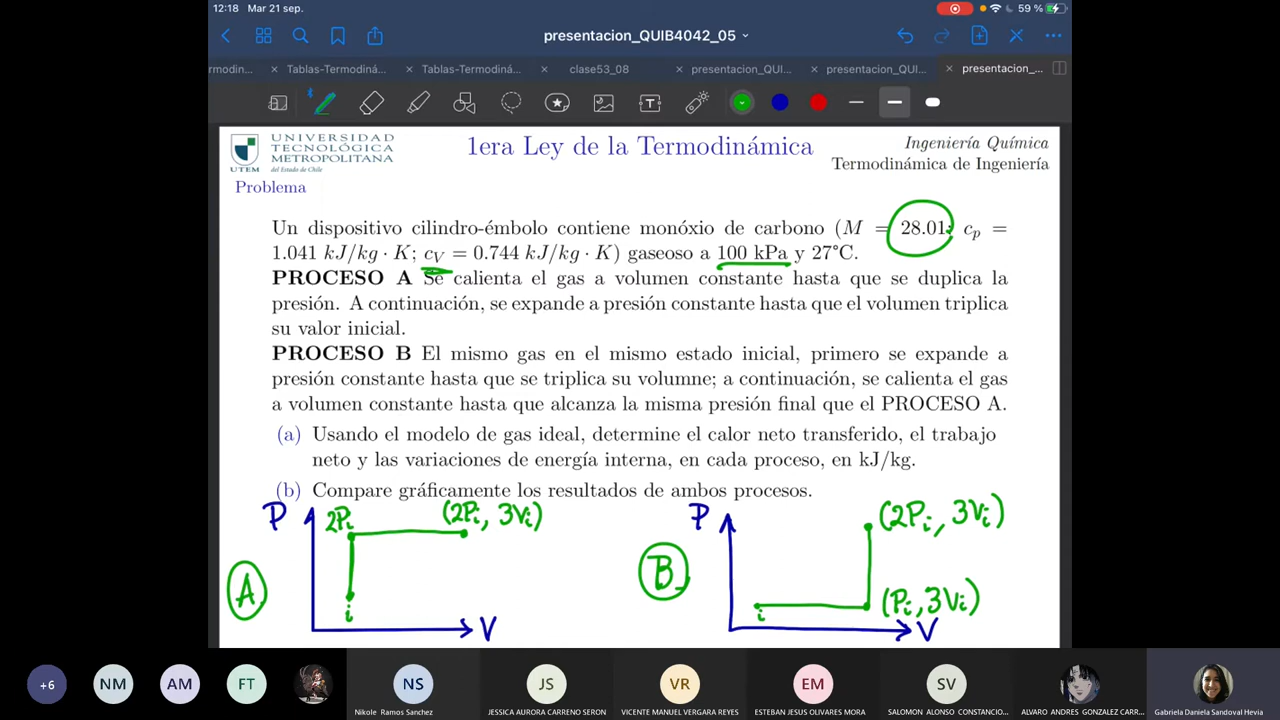 12:18 Mar 21 sep.
59 %
presentacion_QUIB4042_05
ermodin...
Tablas-Termodiná...
Tablas-Termodiná...
clase53_08
presentacion_QUI...
presentacion_QUI...
presentacion_...
UNIVERSIDAD
TECNOLÓGICA
METROPOLITANA
del Estado de Chile
UTEM
1era Ley de la Termodinámica
Ingeniería Química
Termodinámica de Ingeniería
Problema
Un dispositivo cilindro-émbolo contiene monóxio de carbono (M = 28.01; cp =
1.041 kJ/kg · K; cV = 0.744 kJ/kg · K) gaseoso a 100 kPa y 27°C.
PROCESO A Se calienta el gas a volumen constante hasta que se duplica la
presión. A continuación, se expande a presión constante hasta que el volumen triplica
su valor inicial.
PROCESO B El mismo gas en el mismo estado inicial, primero se expande a
presión constante hasta que se triplica su volumne; a continuación, se calienta el gas
a volumen constante hasta que alcanza la misma presión final que el PROCESO A.
(a) Usando el modelo de gas ideal, determine el calor neto transferido, el trabajo
neto y las variaciones de energía interna, en cada proceso, en kJ/kg.
(b) Compare gráficamente los resultados de ambos procesos.
P 2Pi (2Pi, 3Vi)
A
i
V
P (2Pi, 3Vi)
B
i (Pi, 3Vi)
V
+6 NM AM FT NS JS VR EM SV
Nikole Ramos Sanchez
JESSICA AURORA CARRENO SERON
VICENTE MANUEL VERGARA REYES
ESTEBAN JESUS OLIVARES MORA
SALOMON ALONSO CONSTANCIO...
ALVARO ANDRES GONZALEZ CARR...
Gabriela Daniela Sandoval Hevia